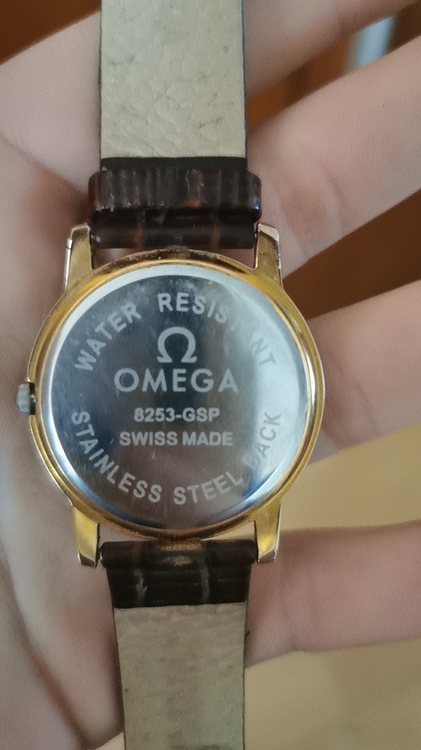 WATER RESISTANT
Ω
OMEGA
8253-GSP
SWISS MADE
STAINLESS STEEL BACK